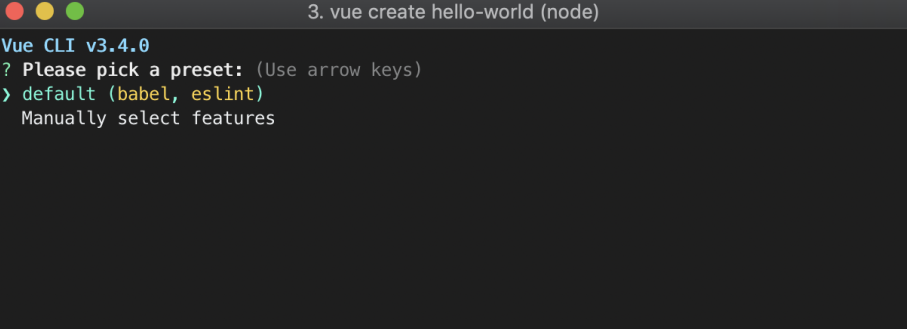 3. vue create hello-world (node)
Vue CLI v3.4.0
? Please pick a preset: (Use arrow keys)
❯ default (babel, eslint)
Manually select features